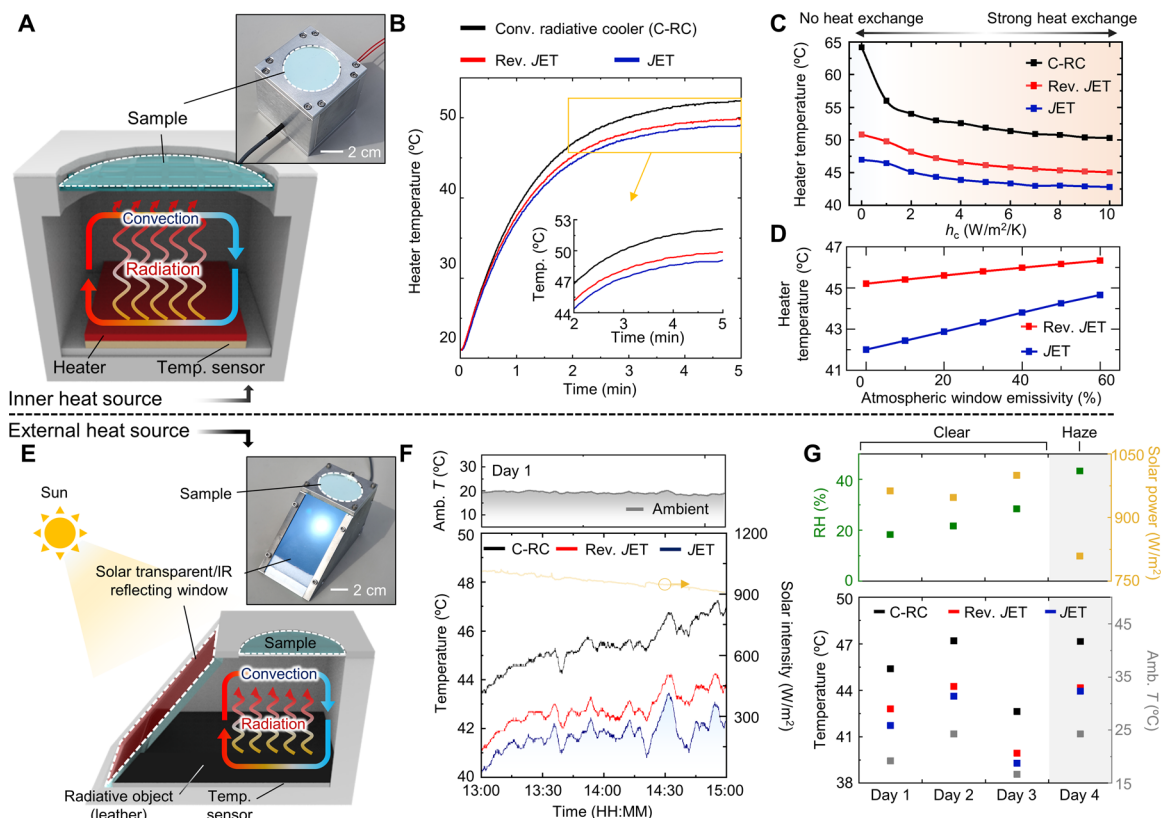 A
Sample
2 cm
Convection
Radiation
Heater
Temp. sensor
Inner heat source
External heat source
B
Conv. radiative cooler (C-RC)
Rev. JET
JET
Heater temperature (ºC)
50
40
30
20
0
1
2
3
4
5
Time (min)
Temp. (ºC)
53
50
47
44
2
3
4
5
Time (min)
C
No heat exchange
Strong heat exchange
Heater temperature (ºC)
65
60
55
50
45
40
C-RC
Rev. JET
JET
0
2
4
6
8
10
hc (W/m²/K)
D
Heater
temperature (ºC)
46
44
42
Rev. JET
JET
0
20
40
60
Atmospheric window emissivity (%)
E
Sun
Sample
2 cm
Solar transparent/IR
reflecting window
Sample
Convection
Radiation
Radiative object
(leather)
Temp.
sensor
F
Amb. T (ºC)
30
20
10
Day 1
Ambient
Temperature (ºC)
50
48
46
44
42
40
C-RC
Rev. JET
JET
1200
900
600
300
Solar intensity
(W/m²)
13:00
13:30
14:00
14:30
15:00
Time (HH:MM)
G
Clear
Haze
RH (%)
40
20
0
1050
900
750
Solar power
(W/m²)
Temperature (ºC)
50
47
44
41
38
C-RC
Rev. JET
JET
45
35
25
15
Amb. T (ºC)
Day 1
Day 2
Day 3
Day 4